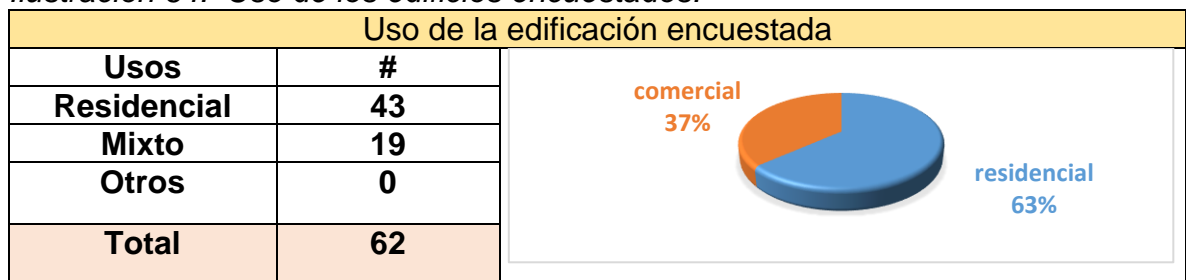 Uso de la edificación encuestada
Usos #
Residencial 43
Mixto 19
Otros 0
Total 62
comercial
37%
residencial
63%